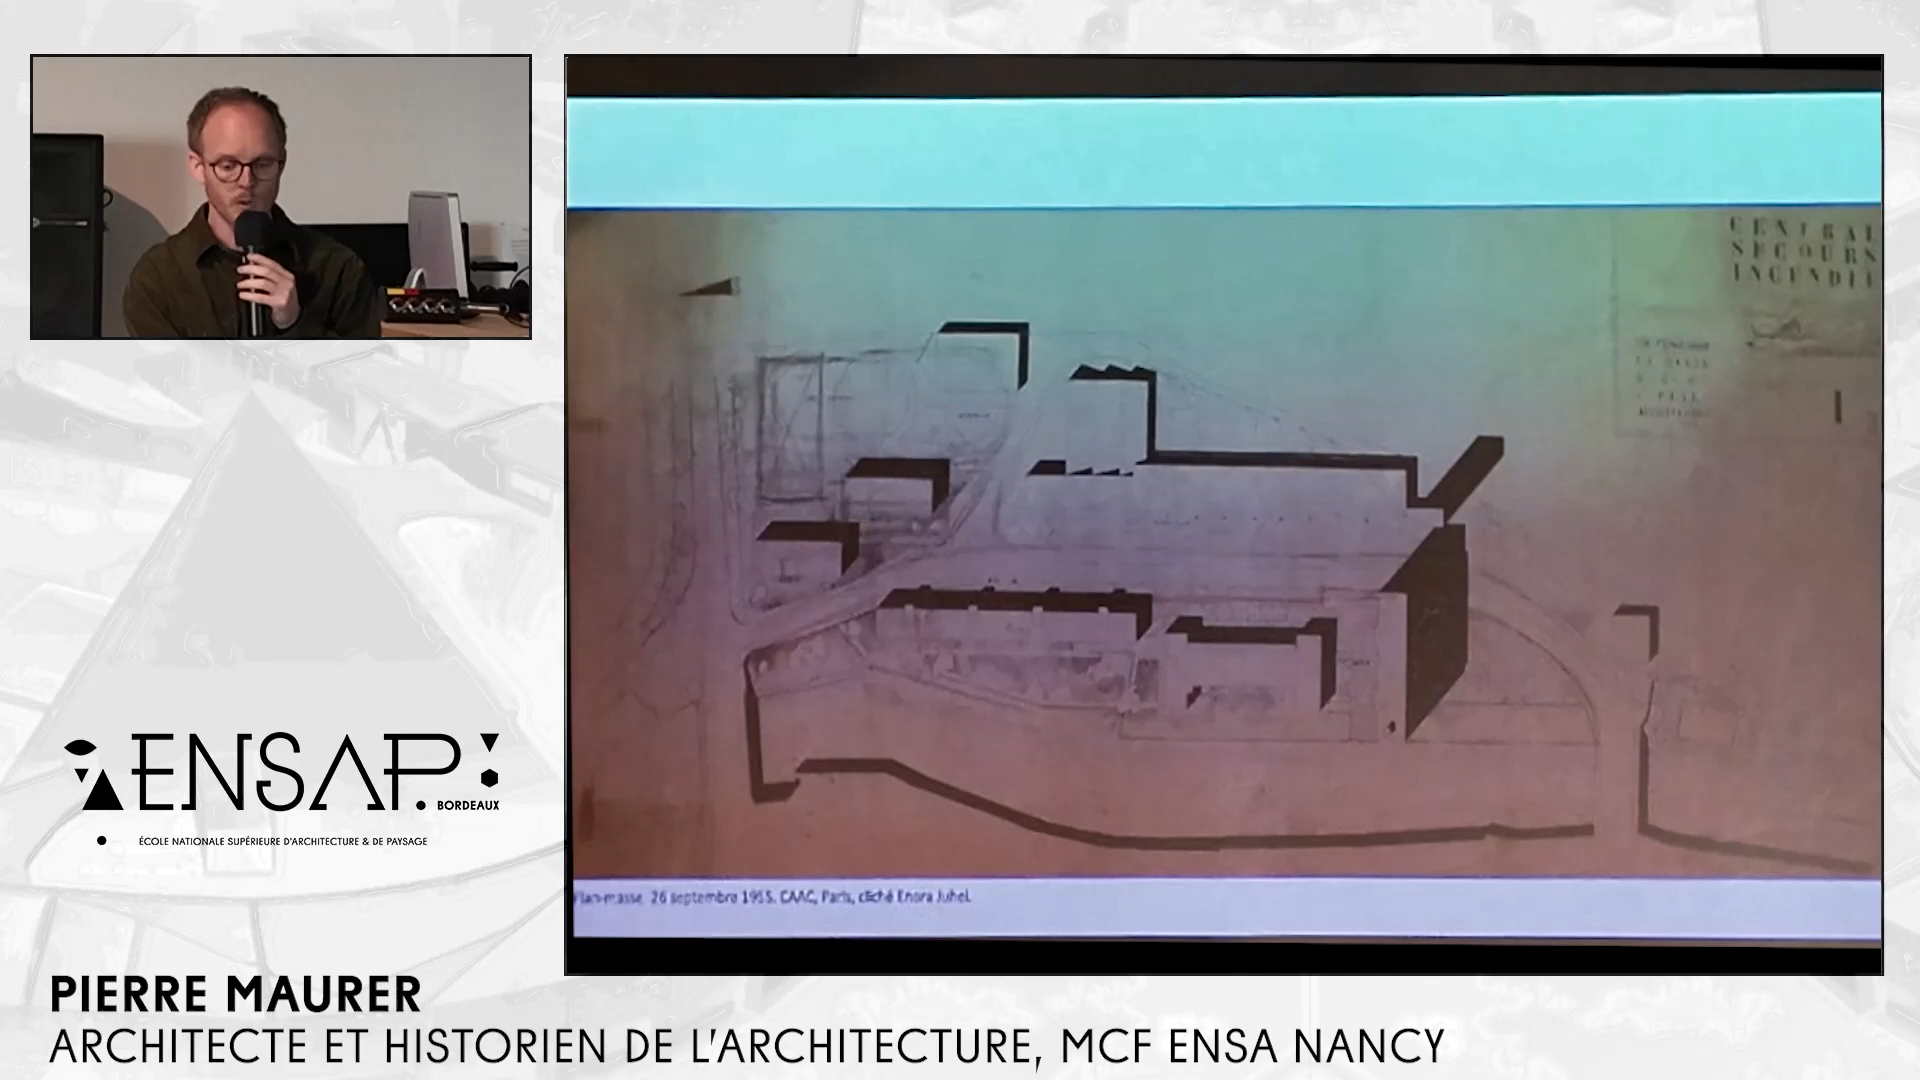 CENTRAL
SECOURS
INCENDIE
Plan-masse, 26 septembre 1955. CAAC, Paris, cliché Enora Juhel.
ENSAP.
BORDEAUX
ÉCOLE NATIONALE SUPÉRIEURE D'ARCHITECTURE & DE PAYSAGE
PIERRE MAURER
ARCHITECTE ET HISTORIEN DE L'ARCHITECTURE, MCF ENSA NANCY